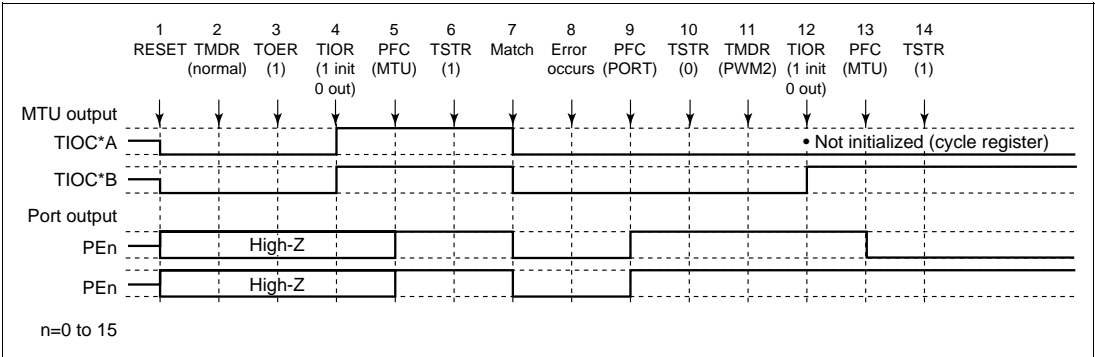 1 2 3 4 5 6 7 8 9 10 11 12 13 14
RESET TMDR TOER TIOR PFC TSTR Match Error PFC TSTR TMDR TIOR PFC TSTR
(normal) (1) (1 init (MTU) (1) occurs (PORT) (0) (PWM2) (1 init (MTU) (1)
0 out) 0 out)
MTU output
TIOC*A • Not initialized (cycle register)
TIOC*B
Port output
PEn High-Z
PEn High-Z
n=0 to 15